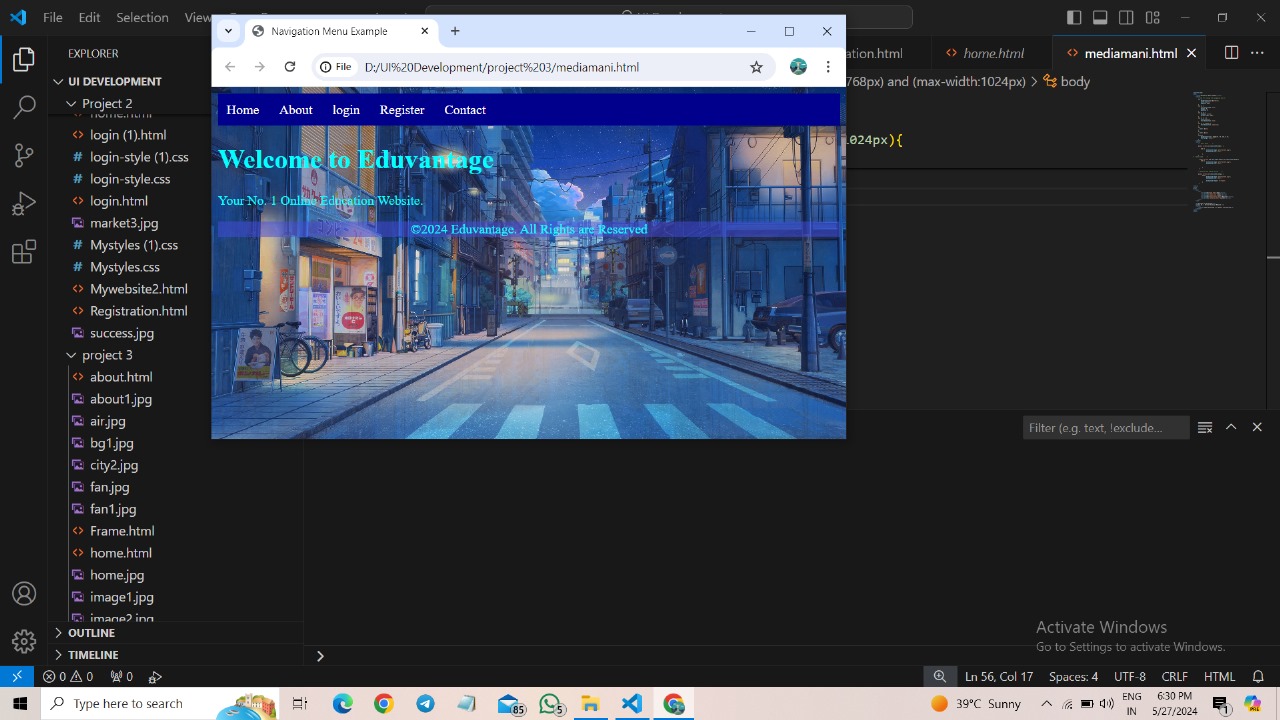 File Edit Selection View
Navigation Menu Example
File D:/UI%20Development/project%203/mediamani.html
Home About login Register Contact
Welcome to Eduvantage
Your No. 1 Online Education Website.
©2024 Eduvantage. All Rights are Reserved
EXPLORER
UI DEVELOPMENT
Project 2
home.html
login (1).html
login-style (1).css
login-style.css
login.html
market3.jpg
Mystyles (1).css
Mystyles.css
Mywebsite2.html
Registration.html
success.jpg
project 3
about.html
about1.jpg
air.jpg
bg1.jpg
city2.jpg
fan.jpg
fan1.jpg
Frame.html
home.html
home.jpg
image1.jpg
image2.jpg
OUTLINE
TIMELINE
ation.html home.html mediamani.html
768px) and (max-width:1024px) > body
1024px){
Filter (e.g. text, !exclude...
Activate Windows
Go to Settings to activate Windows.
0 0 0 Ln 56, Col 17 Spaces: 4 UTF-8 CRLF HTML
Type here to search 85 5 39°C Sunny ENG IN 6:30 PM 5/27/2024 1